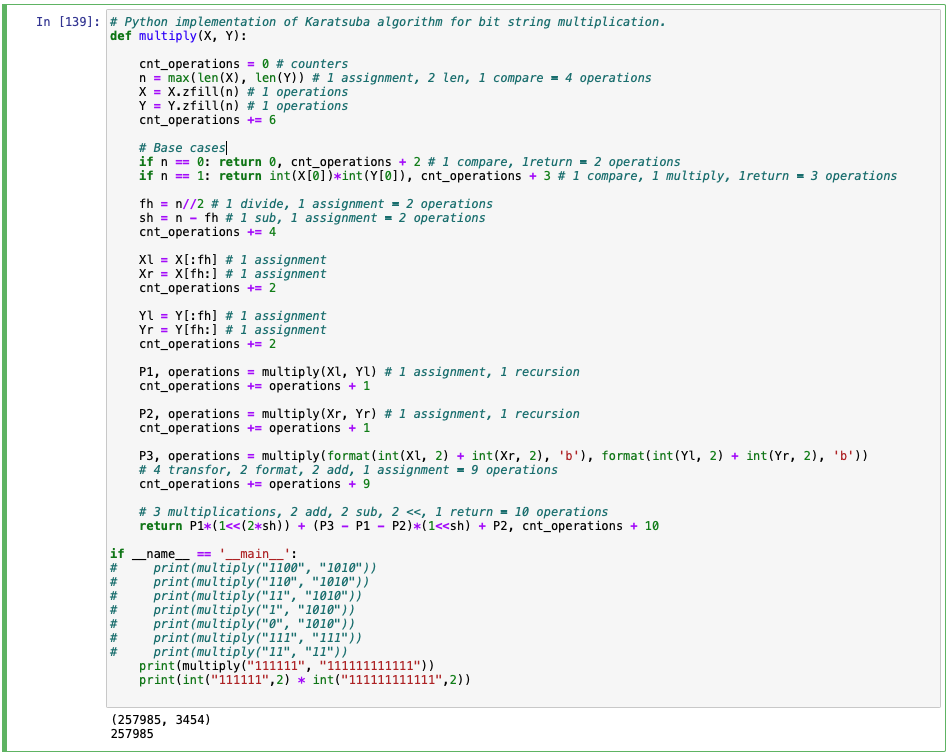 In [139]: # Python implementation of Karatsuba algorithm for bit string multiplication.
def multiply(X, Y):

    cnt_operations = 0 # counters
    n = max(len(X), len(Y)) # 1 assignment, 2 len, 1 compare = 4 operations
    X = X.zfill(n) # 1 operations
    Y = Y.zfill(n) # 1 operations
    cnt_operations += 6

    # Base cases
    if n == 0: return 0, cnt_operations + 2 # 1 compare, 1return = 2 operations
    if n == 1: return int(X[0])*int(Y[0]), cnt_operations + 3 # 1 compare, 1 multiply, 1return = 3 operations

    fh = n//2 # 1 divide, 1 assignment = 2 operations
    sh = n - fh # 1 sub, 1 assignment = 2 operations
    cnt_operations += 4

    Xl = X[:fh] # 1 assignment
    Xr = X[fh:] # 1 assignment
    cnt_operations += 2

    Yl = Y[:fh] # 1 assignment
    Yr = Y[fh:] # 1 assignment
    cnt_operations += 2

    P1, operations = multiply(Xl, Yl) # 1 assignment, 1 recursion
    cnt_operations += operations + 1

    P2, operations = multiply(Xr, Yr) # 1 assignment, 1 recursion
    cnt_operations += operations + 1

    P3, operations = multiply(format(int(Xl, 2) + int(Xr, 2), 'b'), format(int(Yl, 2) + int(Yr, 2), 'b'))
    # 4 transfor, 2 format, 2 add, 1 assignment = 9 operations
    cnt_operations += operations + 9

    # 3 multiplications, 2 add, 2 sub, 2 <<, 1 return = 10 operations
    return P1*(1<<(2*sh)) + (P3 - P1 - P2)*(1<<sh) + P2, cnt_operations + 10

if __name__ == '__main__':
#     print(multiply("1100", "1010"))
#     print(multiply("110", "1010"))
#     print(multiply("11", "1010"))
#     print(multiply("1", "1010"))
#     print(multiply("0", "1010"))
#     print(multiply("111", "111"))
#     print(multiply("11", "11"))
    print(multiply("111111", "111111111111"))
    print(int("111111",2) * int("111111111111",2))

(257985, 3454)
257985